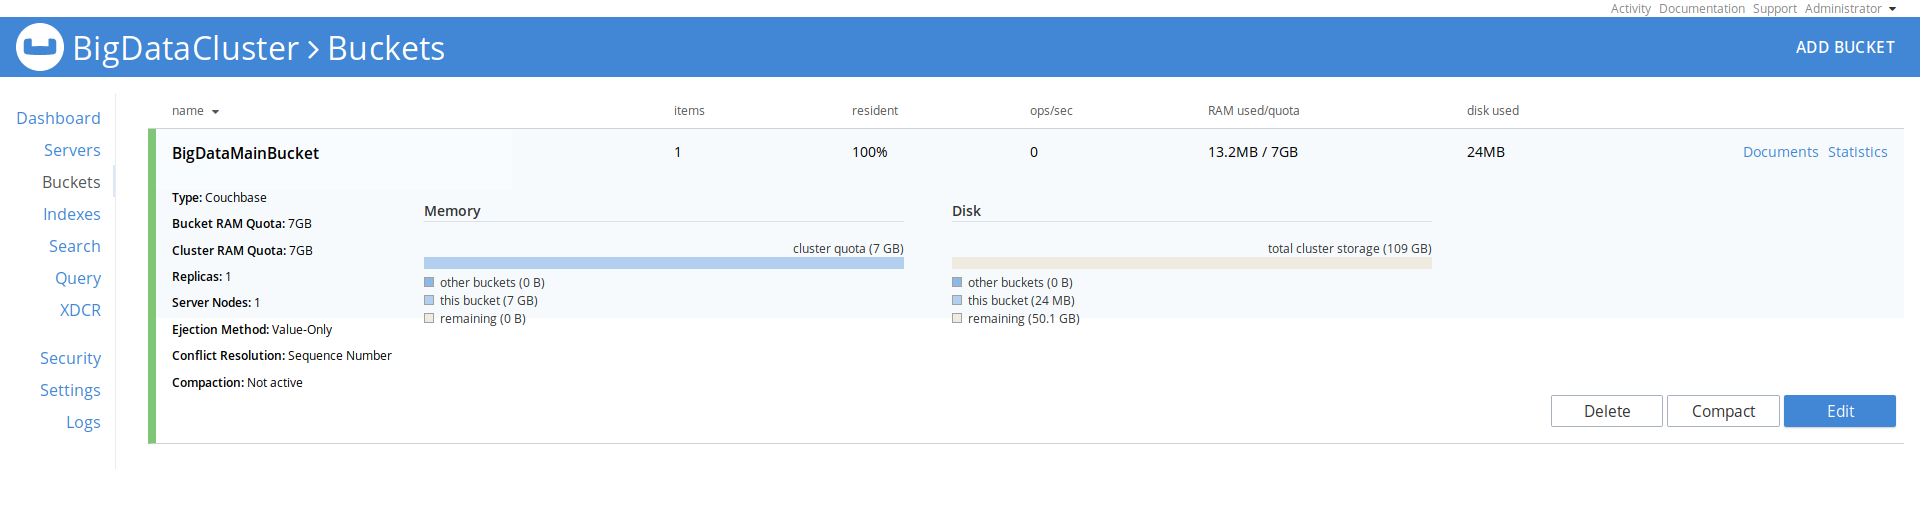 Activity Documentation Support Administrator
BigDataCluster > Buckets
ADD BUCKET
Dashboard
Servers
Buckets
Indexes
Search
Query
XDCR
Security
Settings
Logs
name items resident ops/sec RAM used/quota disk used
BigDataMainBucket 1 100% 0 13.2MB / 7GB 24MB Documents Statistics
Type: Couchbase
Bucket RAM Quota: 7GB
Cluster RAM Quota: 7GB
Replicas: 1
Server Nodes: 1
Ejection Method: Value-Only
Conflict Resolution: Sequence Number
Compaction: Not active
Memory
cluster quota (7 GB)
other buckets (0 B)
this bucket (7 GB)
remaining (0 B)
Disk
total cluster storage (109 GB)
other buckets (0 B)
this bucket (24 MB)
remaining (50.1 GB)
Delete Compact Edit